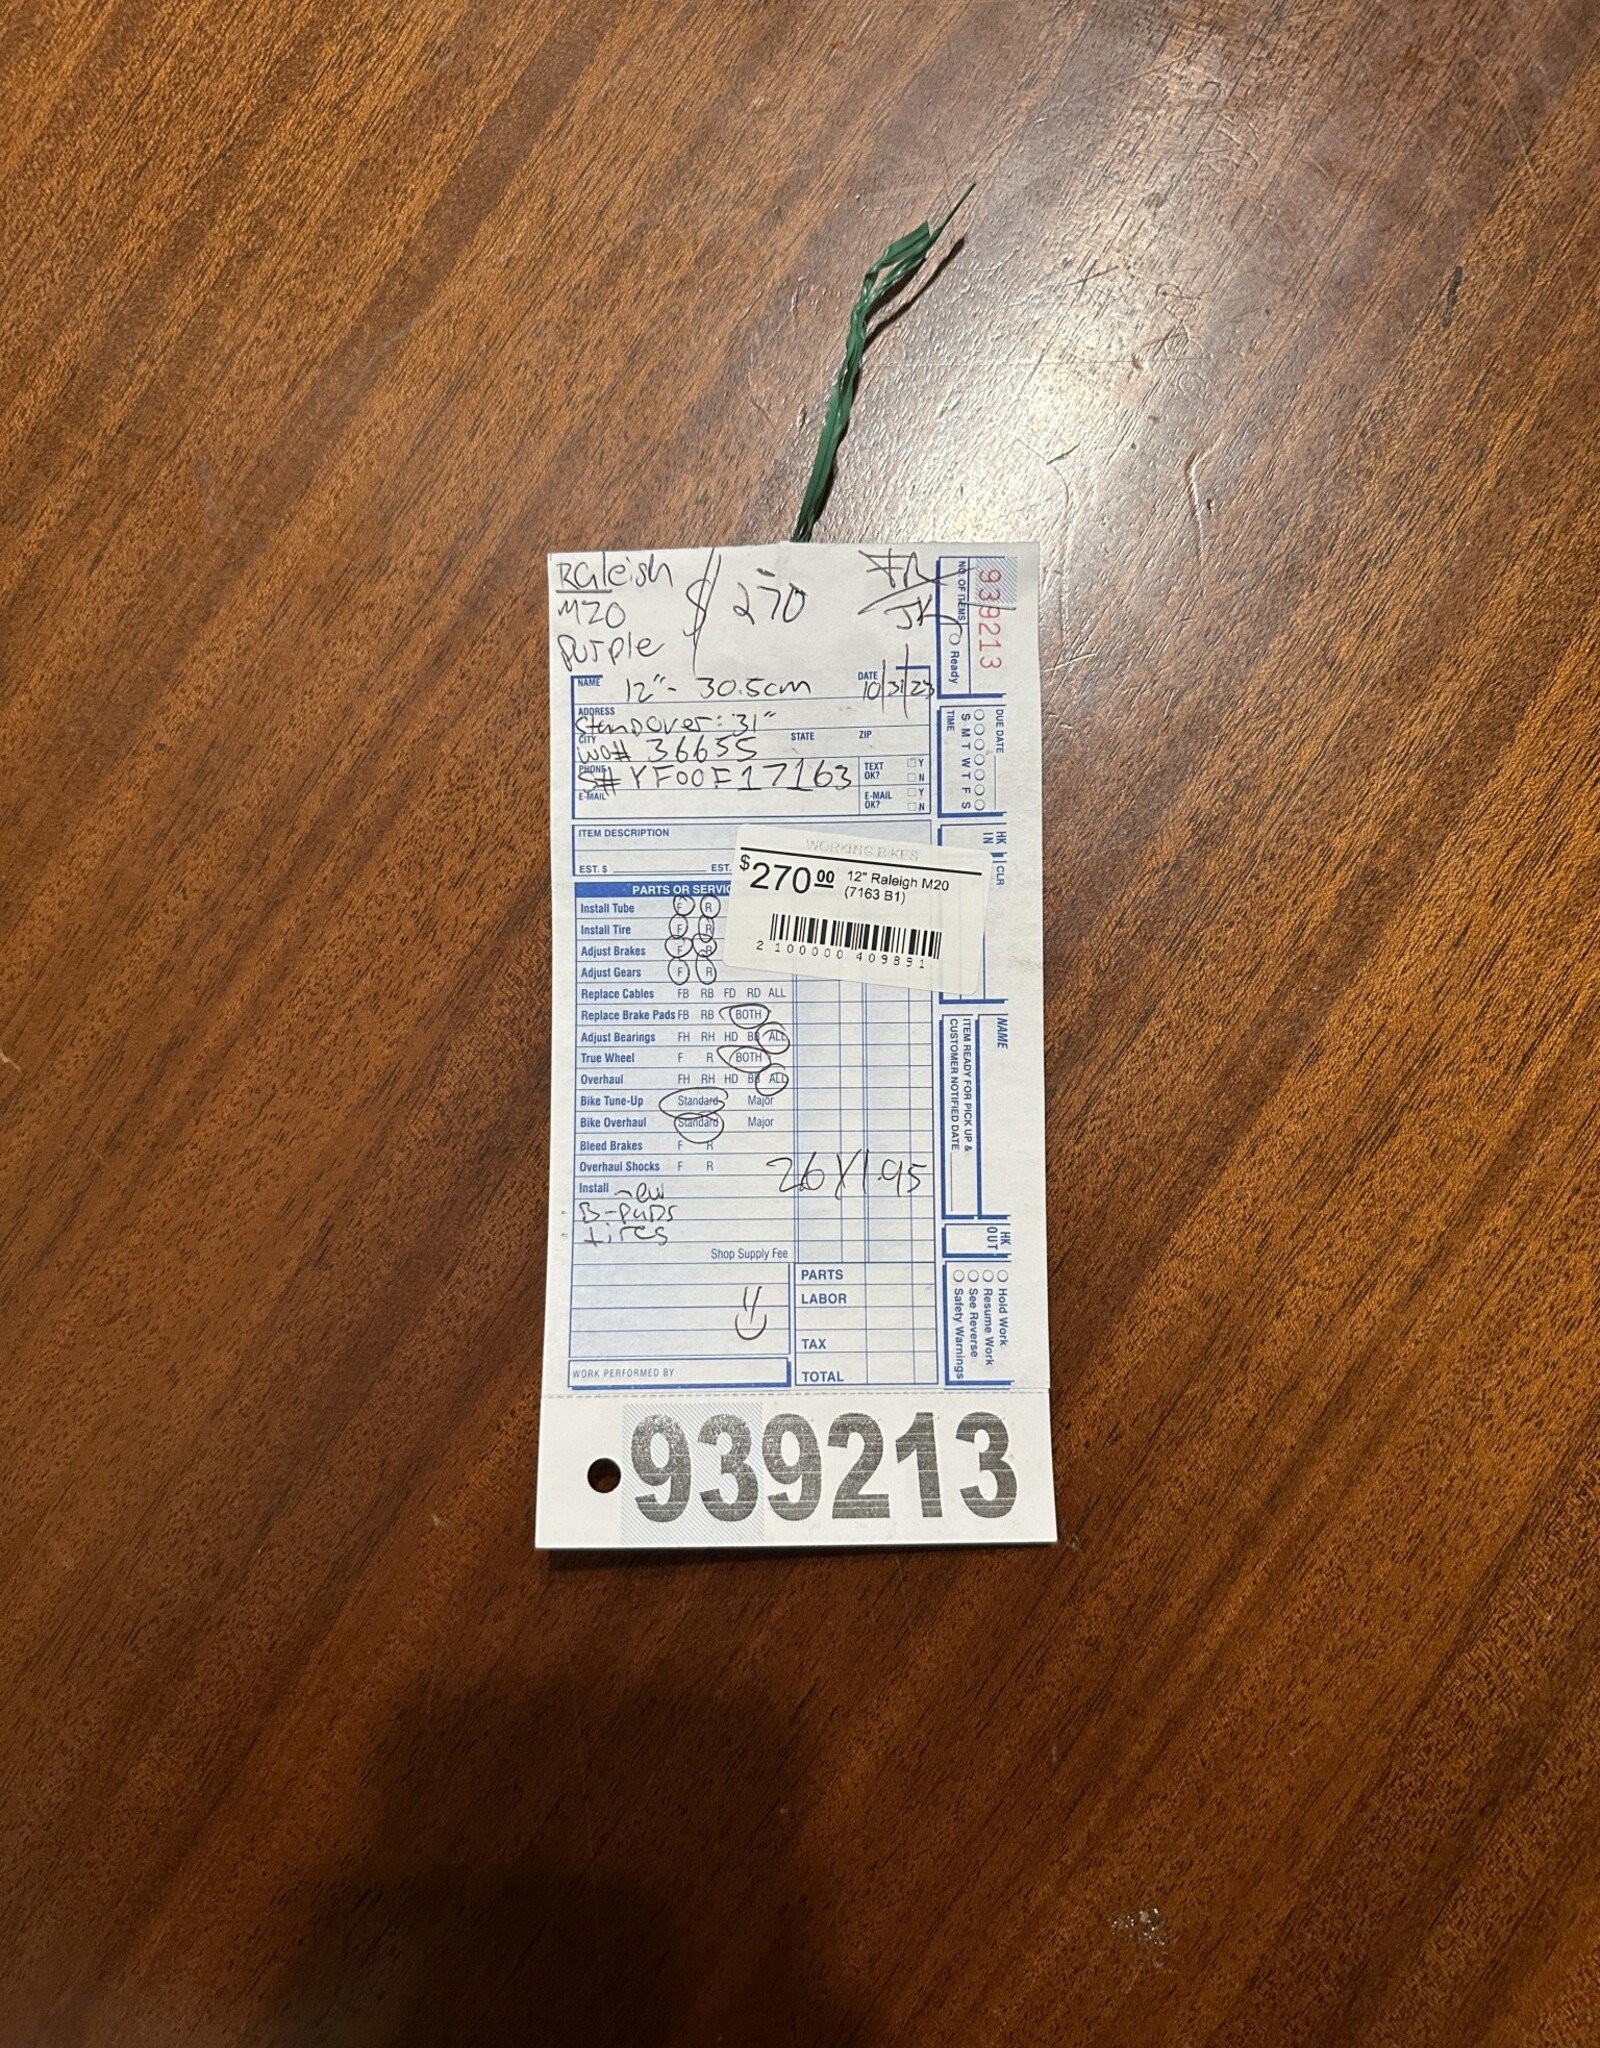 Raleigh
M20
purple
$ 270
JK
939213
NO. OF ITEMS
Ready
NAME 12" - 30.5cm
DATE 10/31/23
ADDRESS
Standover: 31"
CITY STATE ZIP
WO# 36655
PHONE
S# YF00F17163
TEXT OK? Y N
E-MAIL
E-MAIL OK? Y N
DUE DATE
S M T W T F S
TIME
HK IN
CLR
ITEM DESCRIPTION
EST. $ EST.
WORKING BIKES
$270.00 12" Raleigh M20
(7163 B1)
2 100000 409891
PARTS OR SERVIC
Install Tube F R
Install Tire F R
Adjust Brakes F R
Adjust Gears F R
Replace Cables FB RB FD RD ALL
Replace Brake Pads FB RB BOTH
Adjust Bearings FH RH HD BB ALL
True Wheel F R BOTH
Overhaul FH RH HD BB ALL
Bike Tune-Up Standard Major
Bike Overhaul Standard Major
Bleed Brakes F R
Overhaul Shocks F R
26 X 1.95
Install new
B-pads
tires
Shop Supply Fee
PARTS
LABOR
TAX
TOTAL
WORK PERFORMED BY
NAME
ITEM READY FOR PICK UP &
CUSTOMER NOTIFIED DATE
HK OUT
Hold Work
Resume Work
See Reverse
Safety Warnings
939213